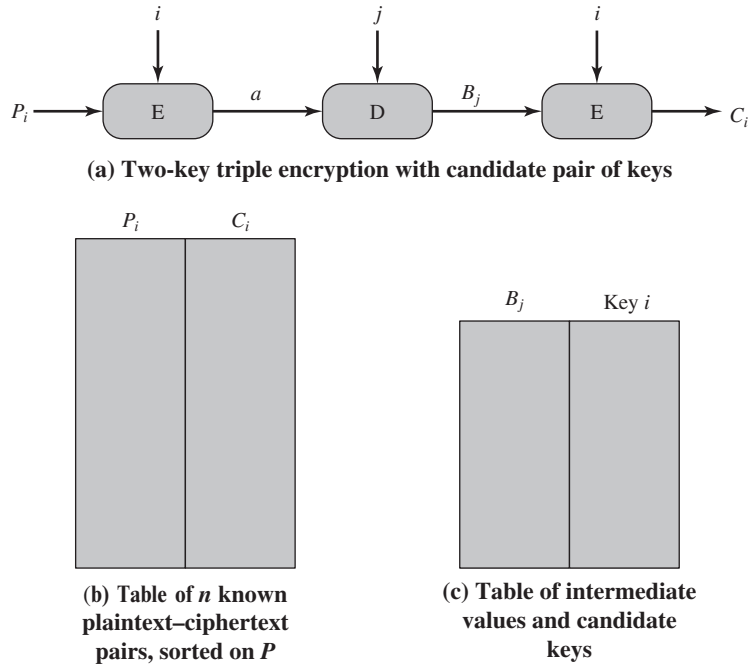 i j i
P_i E a D B_j E C_i
(a) Two-key triple encryption with candidate pair of keys
P_i C_i
(b) Table of n known
plaintext–ciphertext
pairs, sorted on P
B_j Key i
(c) Table of intermediate
values and candidate
keys